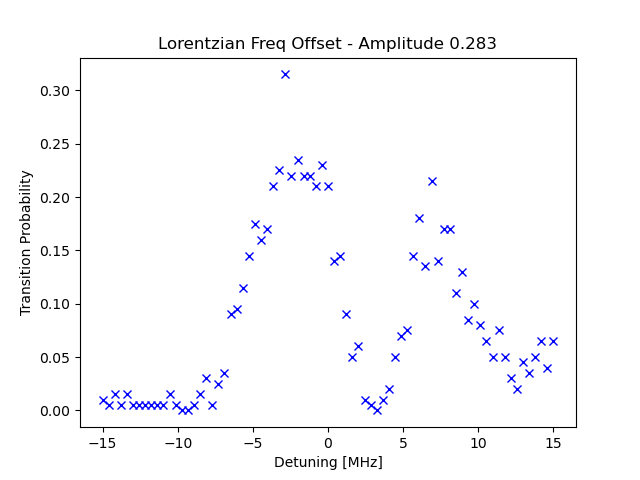 Lorentzian Freq Offset - Amplitude 0.283
Transition Probability
0.30
0.25
0.20
0.15
0.10
0.05
0.00
−15 −10 −5 0 5 10 15
Detuning [MHz]